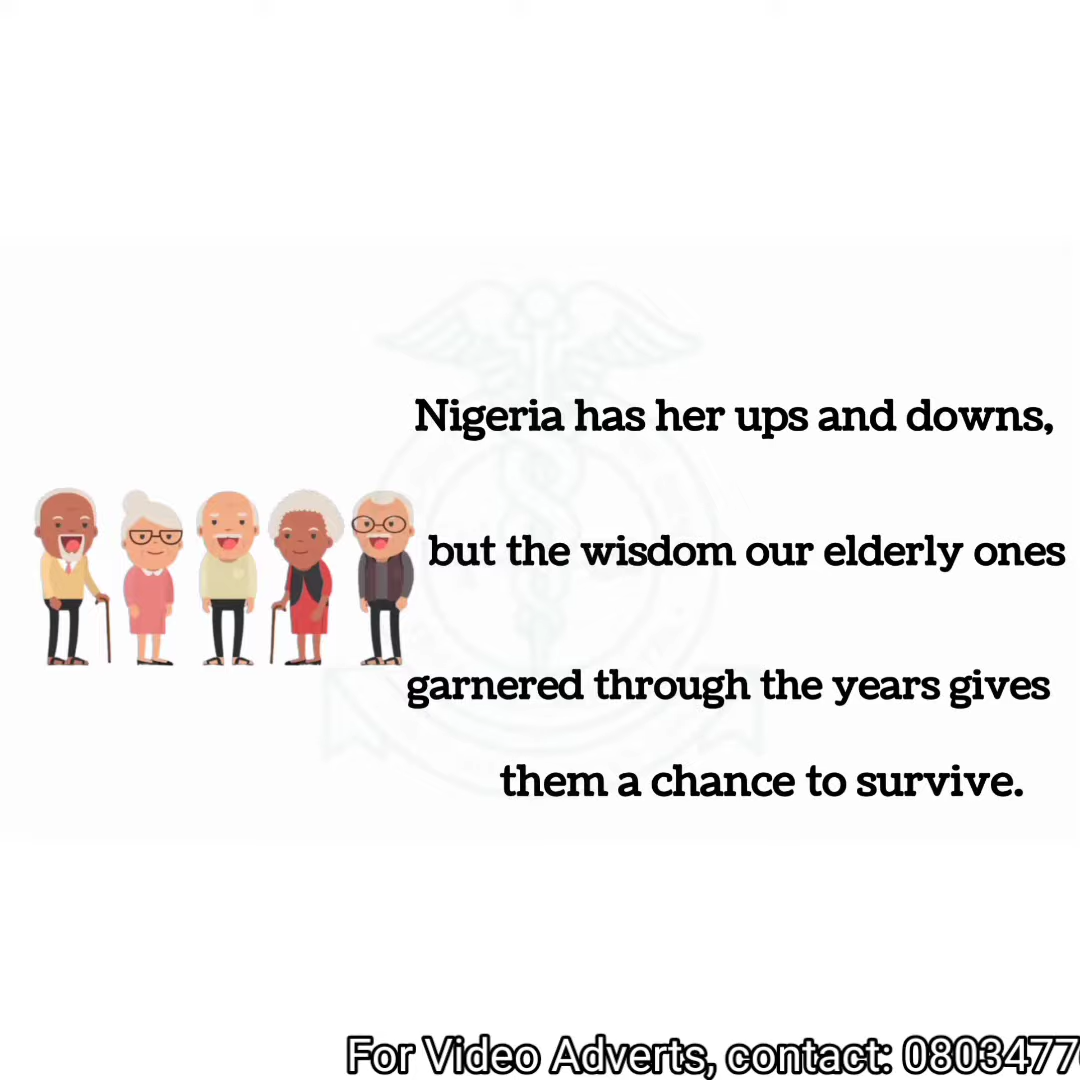 Nigeria has her ups and downs,
but the wisdom our elderly ones
garnered through the years gives
them a chance to survive.
For Video Adverts, contact: 0803477